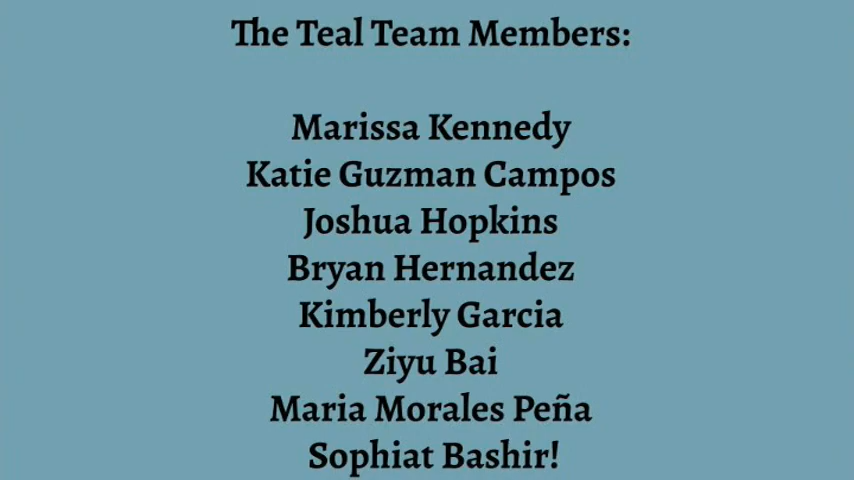 The Teal Team Members:
Marissa Kennedy
Katie Guzman Campos
Joshua Hopkins
Bryan Hernandez
Kimberly Garcia
Ziyu Bai
Maria Morales Peña
Sophiat Bashir!